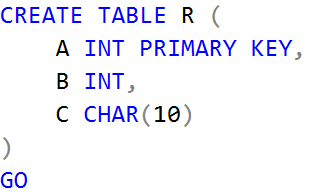 CREATE TABLE R (
    A INT PRIMARY KEY,
    B INT,
    C CHAR(10)
)
GO